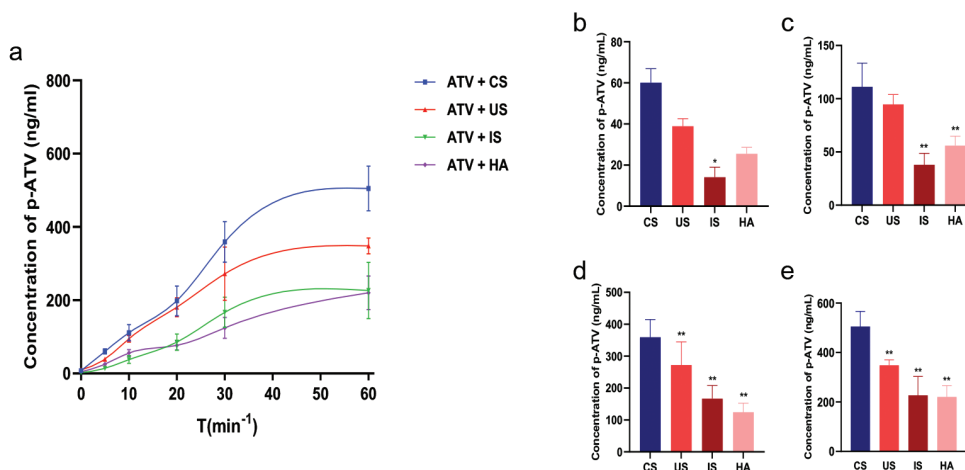 a
Concentration of p-ATV (ng/ml)
800
600
400
200
0
0 10 20 30 40 50 60
T(min-1)
ATV + CS
ATV + US
ATV + IS
ATV + HA
b
Concentration of p-ATV (ng/mL)
80
60
40
20
0
*
CS US IS HA
c
Concentration of p-ATV (ng/mL)
150
100
50
0
** **
CS US IS HA
d
Concentration of p-ATV (ng/mL)
400
300
200
100
0
** ** **
CS US IS HA
e
Concentration of p-ATV (ng/mL)
600
400
200
0
** ** **
CS US IS HA